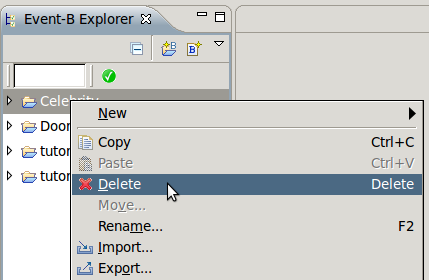 Event-B Explorer
Celebrity
New
Door
Copy Ctrl+C
tutor
Paste Ctrl+V
tutor
Delete Delete
Move...
Rename... F2
Import...
Export...